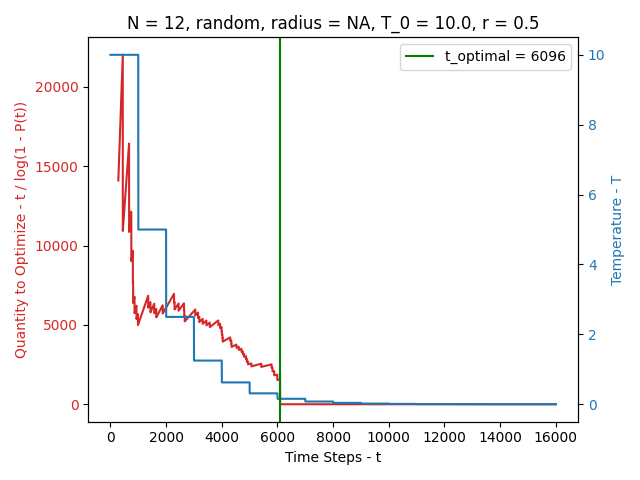 N = 12, random, radius = NA, T_0 = 10.0, r = 0.5
t_optimal = 6096
Quantity to Optimize - t / log(1 - P(t))
20000
15000
10000
5000
0
10
8
6
4
2
0
Temperature - T
0 2000 4000 6000 8000 10000 12000 14000 16000
Time Steps - t